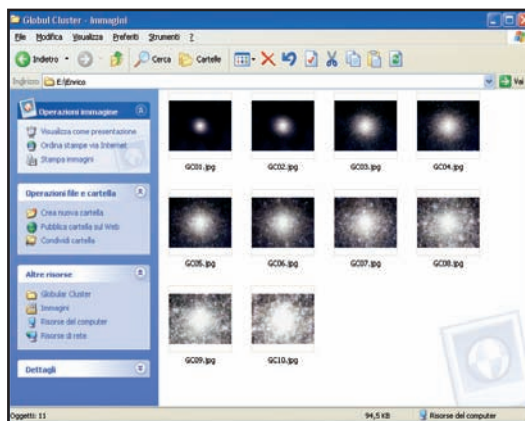 Globul Cluster - Immagini
File Modifica Visualizza Preferiti Strumenti ?
Indietro Cerca Cartelle
Indirizzo E:\Enrico Vai
Operazioni immagine
Visualizza come presentazione
Ordina stampe via Internet
Stampa immagini
Operazioni file e cartella
Crea nuova cartella
Pubblica cartella sul Web
Condividi cartella
Altre risorse
Globular Cluster
Immagini
Risorse del computer
Risorse di rete
Dettagli
GC01.jpg GC02.jpg GC03.jpg GC04.jpg
GC05.jpg GC06.jpg GC07.jpg GC08.jpg
GC09.jpg GC10.jpg
Oggetti: 11 94,5 KB Risorse del computer